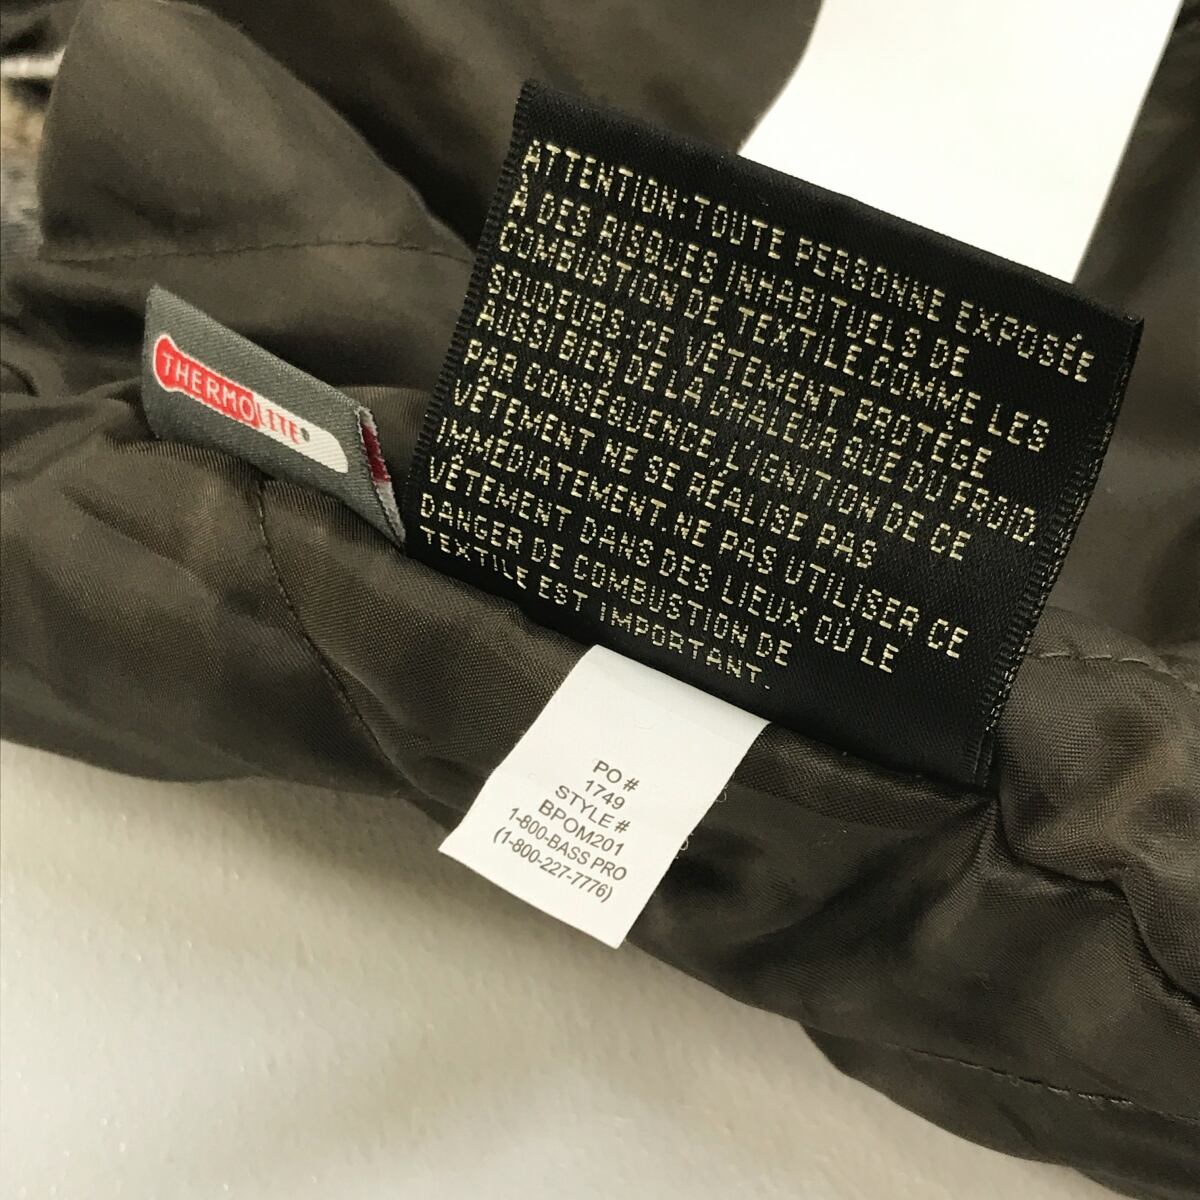 THERMOLITE®
ATTENTION:TOUTE PERSONNE EXPOSÉE
À DES RISQUES INHABITUELS DE
COMBUSTION DE TEXTILE,COMME LES
SOUDEURS:CE VÊTEMENT PROTÉGE
AUSSI BIEN DE LA CHALEUR QUE DU FROID.
PAR CONSEQUENCE,L'IGNITION DE CE
VÊTEMENT NE SE RÉALISE PAS
IMMÉDIATEMENT.NE PAS UTILISER CE
VÊTEMENT DANS DES LIEUX OÙ LE
DANGER DE COMBUSTION DE
TEXTILE EST IMPORTANT.
PO #
1749
STYLE #
BPOM201
1-800-BASS PRO
(1-800-227-7776)